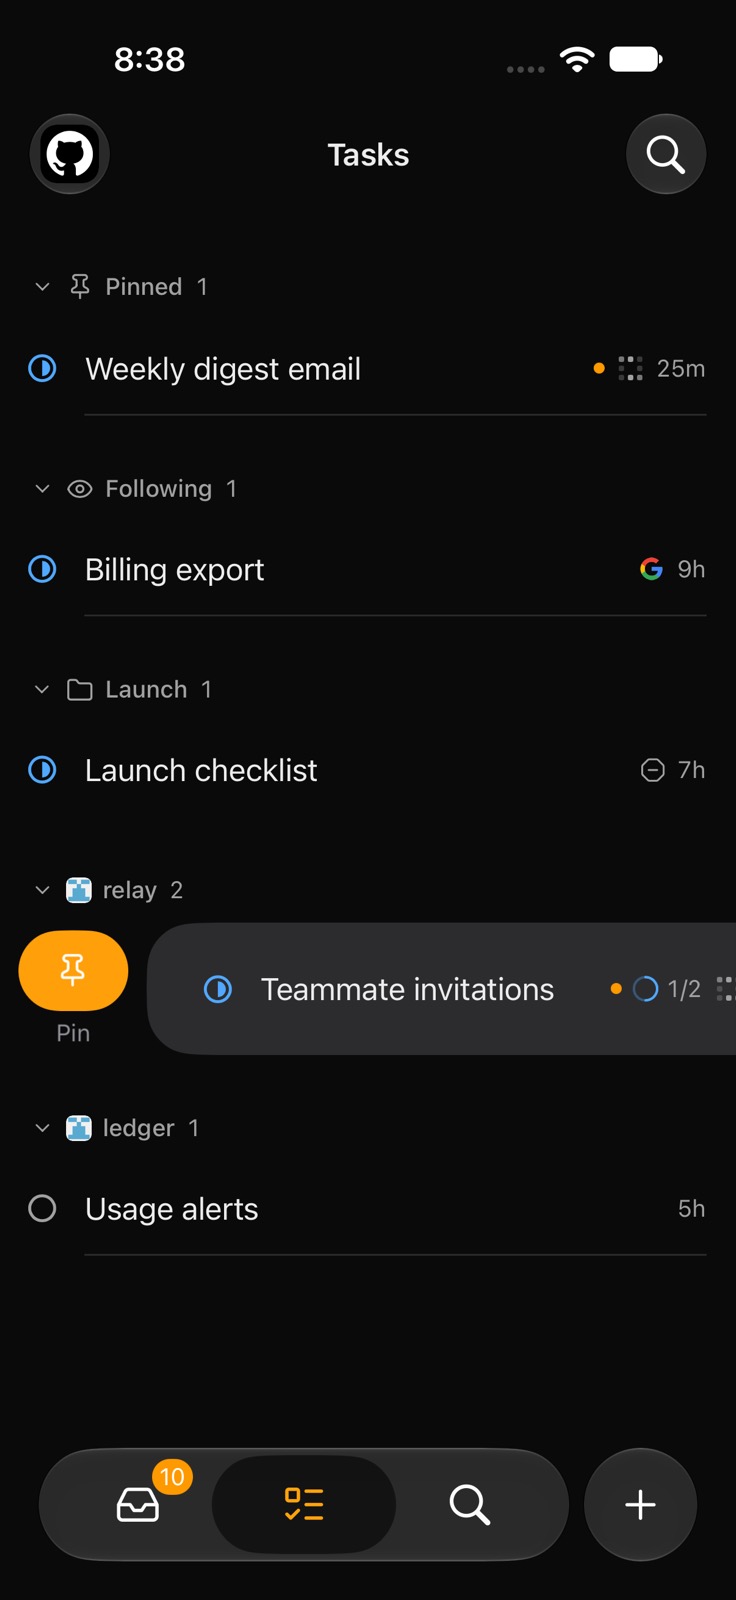 8:38
Tasks
Pinned 1
Weekly digest email 25m
Following 1
Billing export 9h
Launch 1
Launch checklist 7h
relay 2
Teammate invitations 1/2
Pin
ledger 1
Usage alerts 5h
10